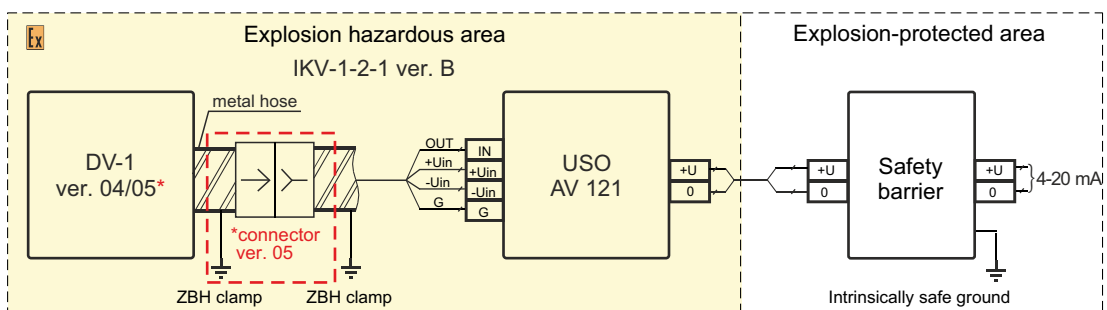 Ex
Explosion hazardous area
Explosion-protected area
IKV-1-2-1 ver. B
metal hose
DV-1
ver. 04/05*
*connector
ver. 05
ZBH clamp
ZBH clamp
OUT
+Uin
-Uin
G
IN
+Uin
-Uin
G
USO
AV 121
+U
0
+U
0
Safety
barrier
+U
0
4-20 mA
Intrinsically safe ground